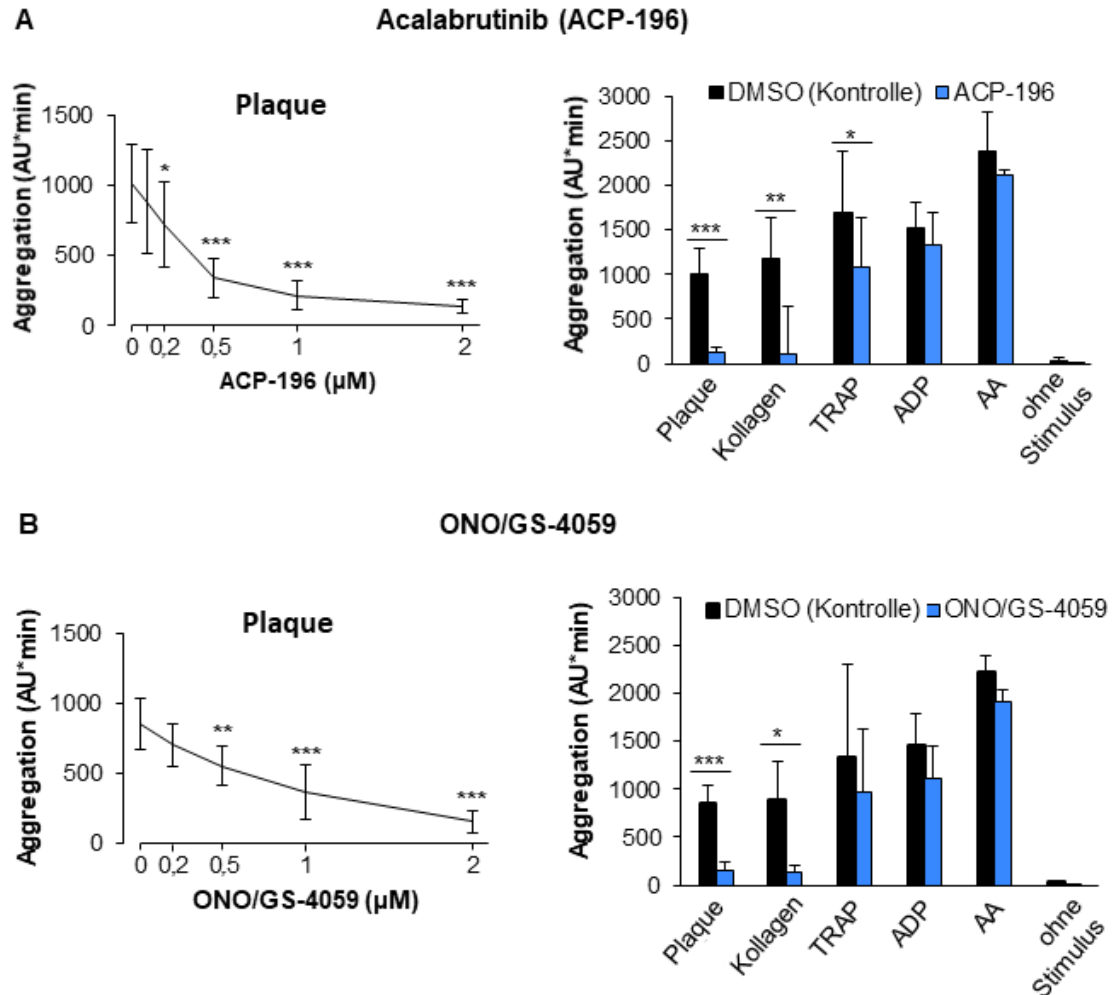 A
Acalabrutinib (ACP-196)
Plaque
Aggregation (AU*min)
1500
1000
500
0
*
***
***
***
0 0,2 0,5 1 2
ACP-196 (µM)
DMSO (Kontrolle) ACP-196
Aggregation (AU*min)
3000
2500
2000
1500
1000
500
0
***
**
*
Plaque
Kollagen
TRAP
ADP
AA
ohne
Stimulus
B
ONO/GS-4059
Plaque
Aggregation (AU*min)
1500
1000
500
0
**
***
***
0 0,2 0,5 1 2
ONO/GS-4059 (µM)
DMSO (Kontrolle) ONO/GS-4059
Aggregation (AU*min)
3000
2500
2000
1500
1000
500
0
***
*
Plaque
Kollagen
TRAP
ADP
AA
ohne
Stimulus